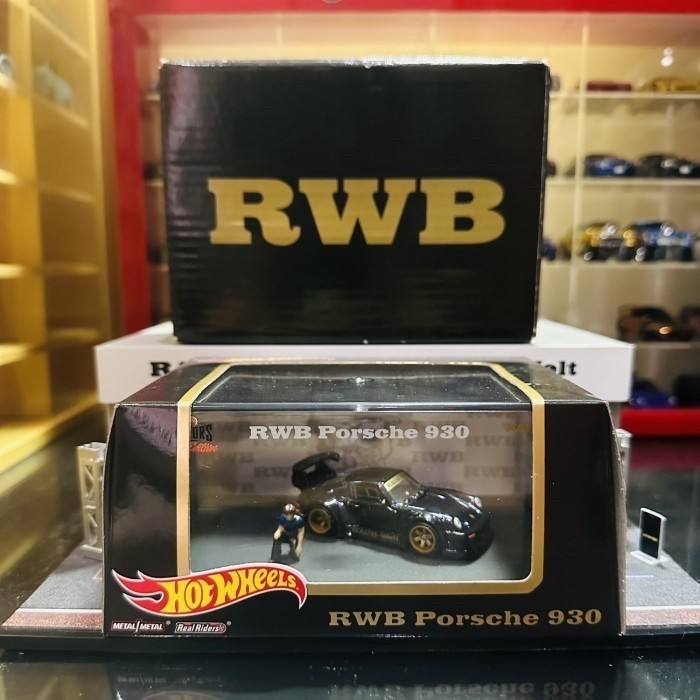 RWB
RWB Porsche 930
HOT WHEELS
METAL/METAL
Real Riders
RWB Porsche 930